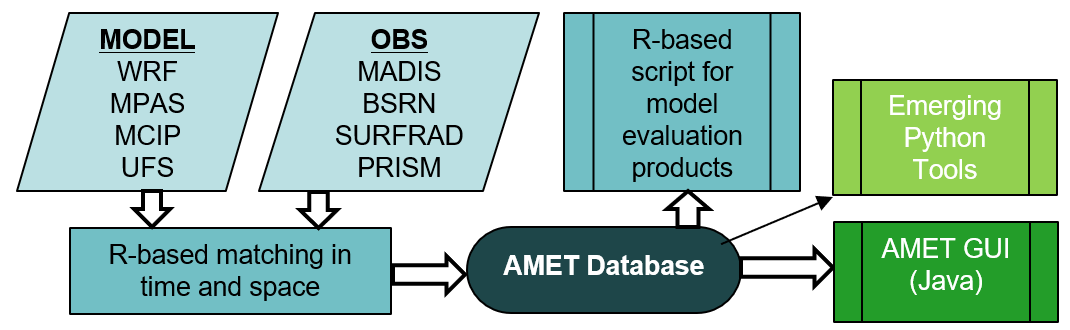 MODEL
WRF
MPAS
MCIP
UFS
OBS
MADIS
BSRN
SURFRAD
PRISM
R-based
script for
model
evaluation
products
Emerging
Python
Tools
R-based matching in
time and space
AMET Database
AMET GUI
(Java)